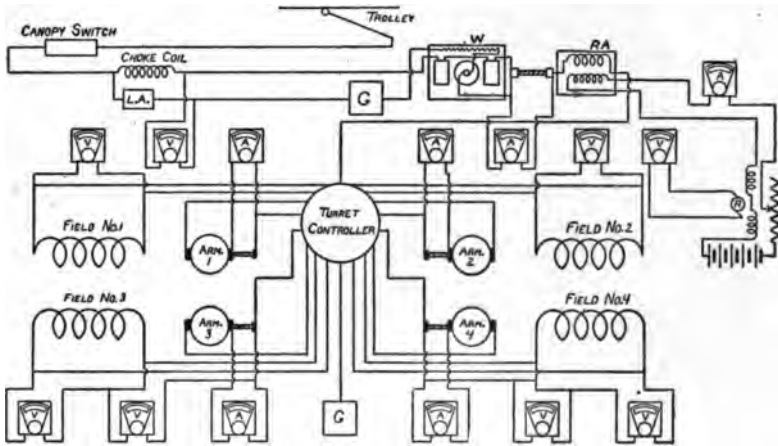 TROLLEY
CANOPY SWITCH
CHOKE COIL
W
RA
L.A.
G
A
V
V
A
A
A
V
V
FIELD NO.1
ARM.
1
TURRET
CONTROLLER
ARM.
2
FIELD NO.2
R
FIELD NO.3
ARM.
3
ARM.
4
FIELD NO.4
V
V
A
G
A
V
V